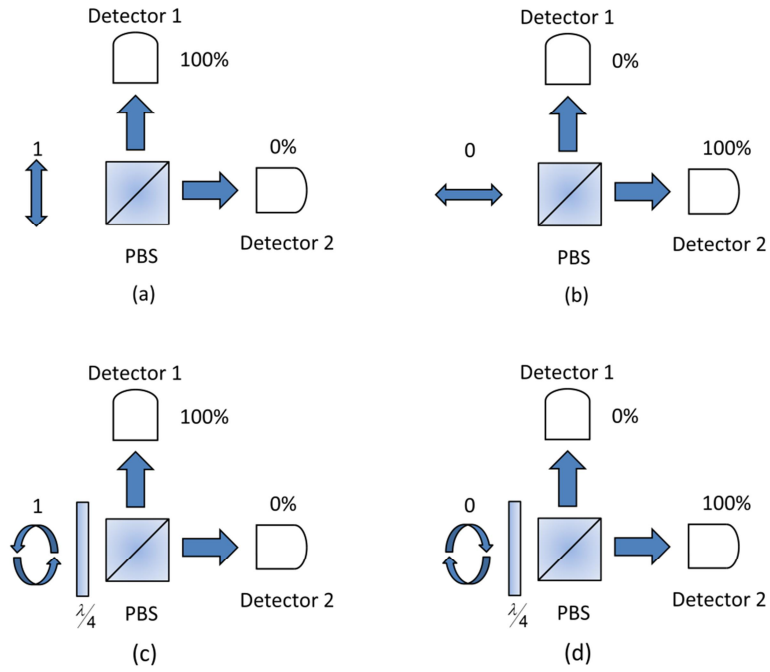 Detector 1
100%
1
0%
PBS
Detector 2
(a)
Detector 1
0%
0
100%
PBS
Detector 2
(b)
Detector 1
100%
1
0%
λ/4
PBS
Detector 2
(c)
Detector 1
0%
0
100%
λ/4
PBS
Detector 2
(d)